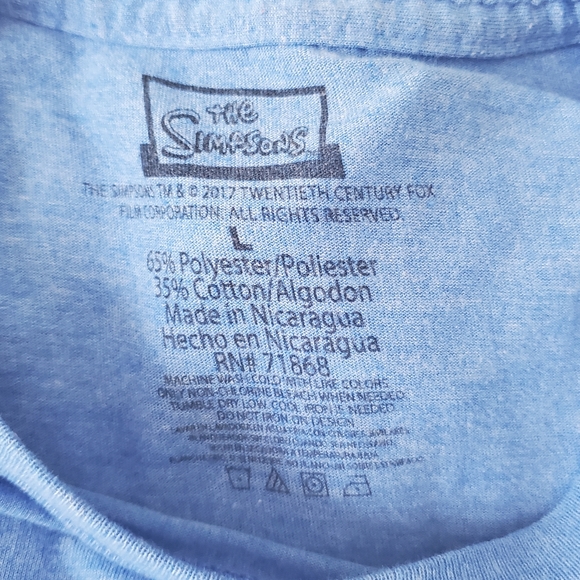 THE
SIMPSONS
THE SIMPSONS TM & © 2017 TWENTIETH CENTURY FOX
FILM CORPORATION. ALL RIGHTS RESERVED.
L
65% Polyester/Poliester
35% Cotton/Algodon
Made in Nicaragua
Hecho en Nicaragua
RN# 71868
MACHINE WASH COLD WITH LIKE COLORS
ONLY NON-CHLORINE BLEACH WHEN NEEDED
TUMBLE DRY LOW, COOL IRON IF NEEDED
DO NOT IRON ON DESIGN